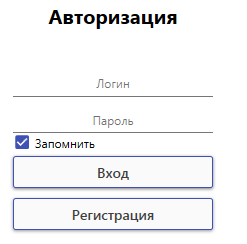 Авторизация
Логин
Пароль
Запомнить
Вход
Регистрация